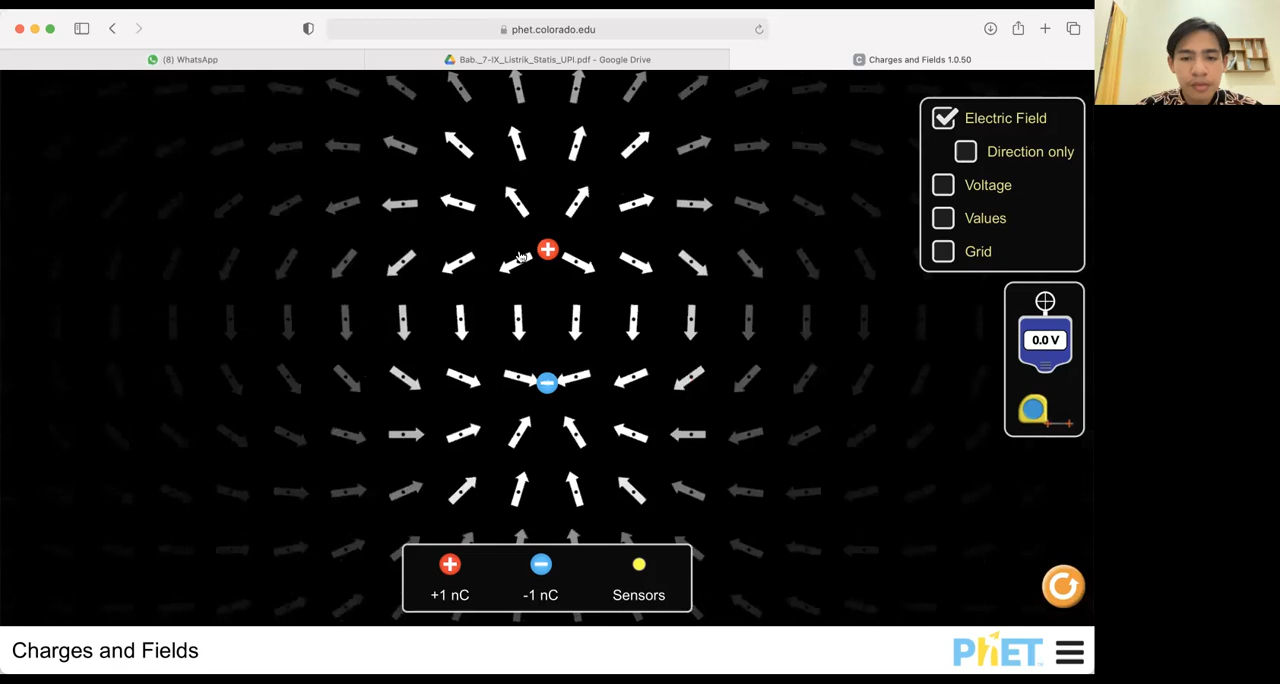 phet.colorado.edu
(8) WhatsApp
Bab._7-IX_Listrik_Statis_UPI.pdf - Google Drive
C Charges and Fields 1.0.50
Electric Field
Direction only
Voltage
Values
Grid
0.0 V
+1 nC
-1 nC
Sensors
Charges and Fields
PhET